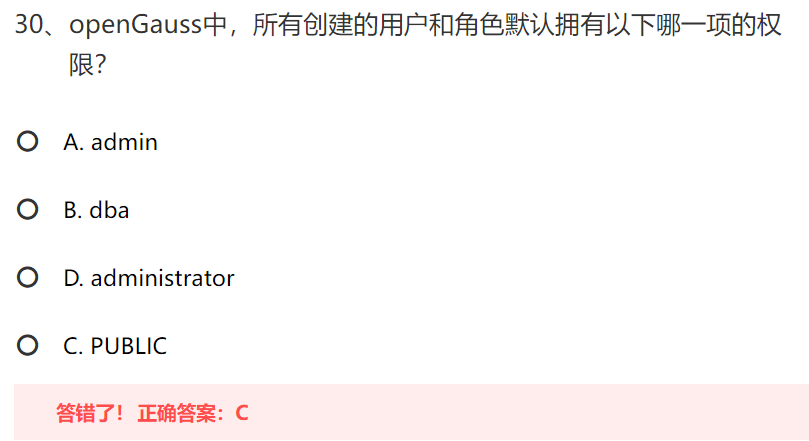 30、openGauss中，所有创建的用户和角色默认拥有以下哪一项的权
限？
A. admin
B. dba
D. administrator
C. PUBLIC
答错了！正确答案：C